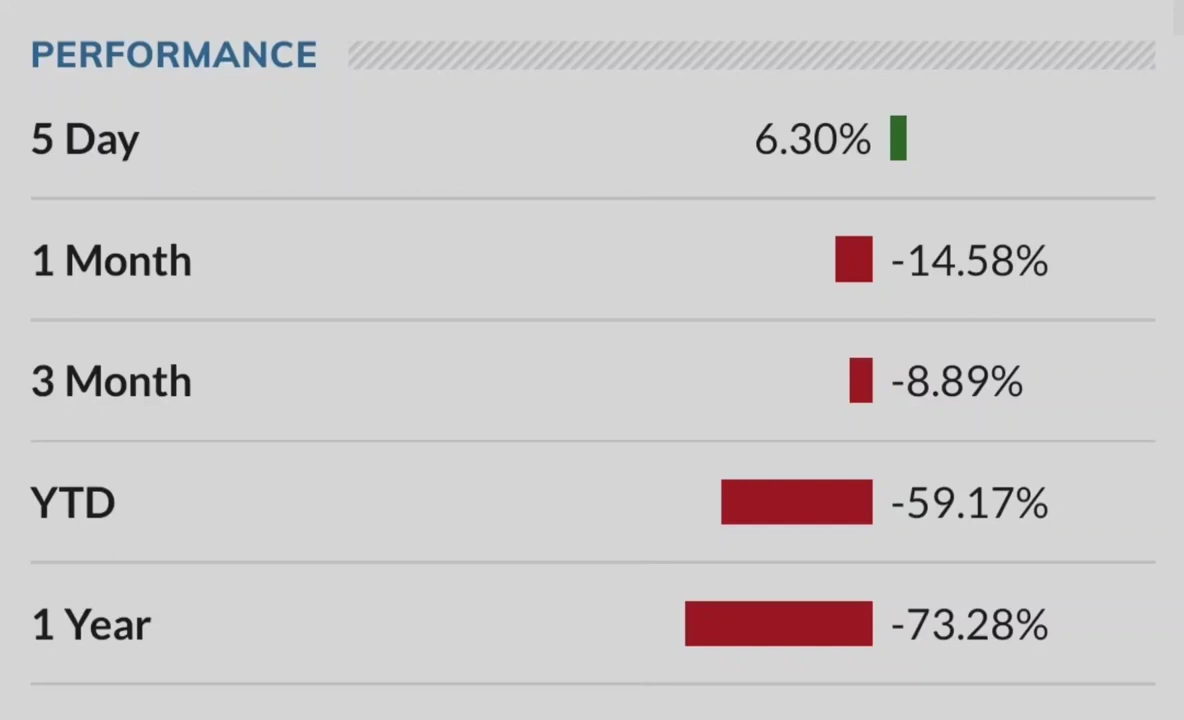 PERFORMANCE
5 Day 6.30%
1 Month -14.58%
3 Month -8.89%
YTD -59.17%
1 Year -73.28%